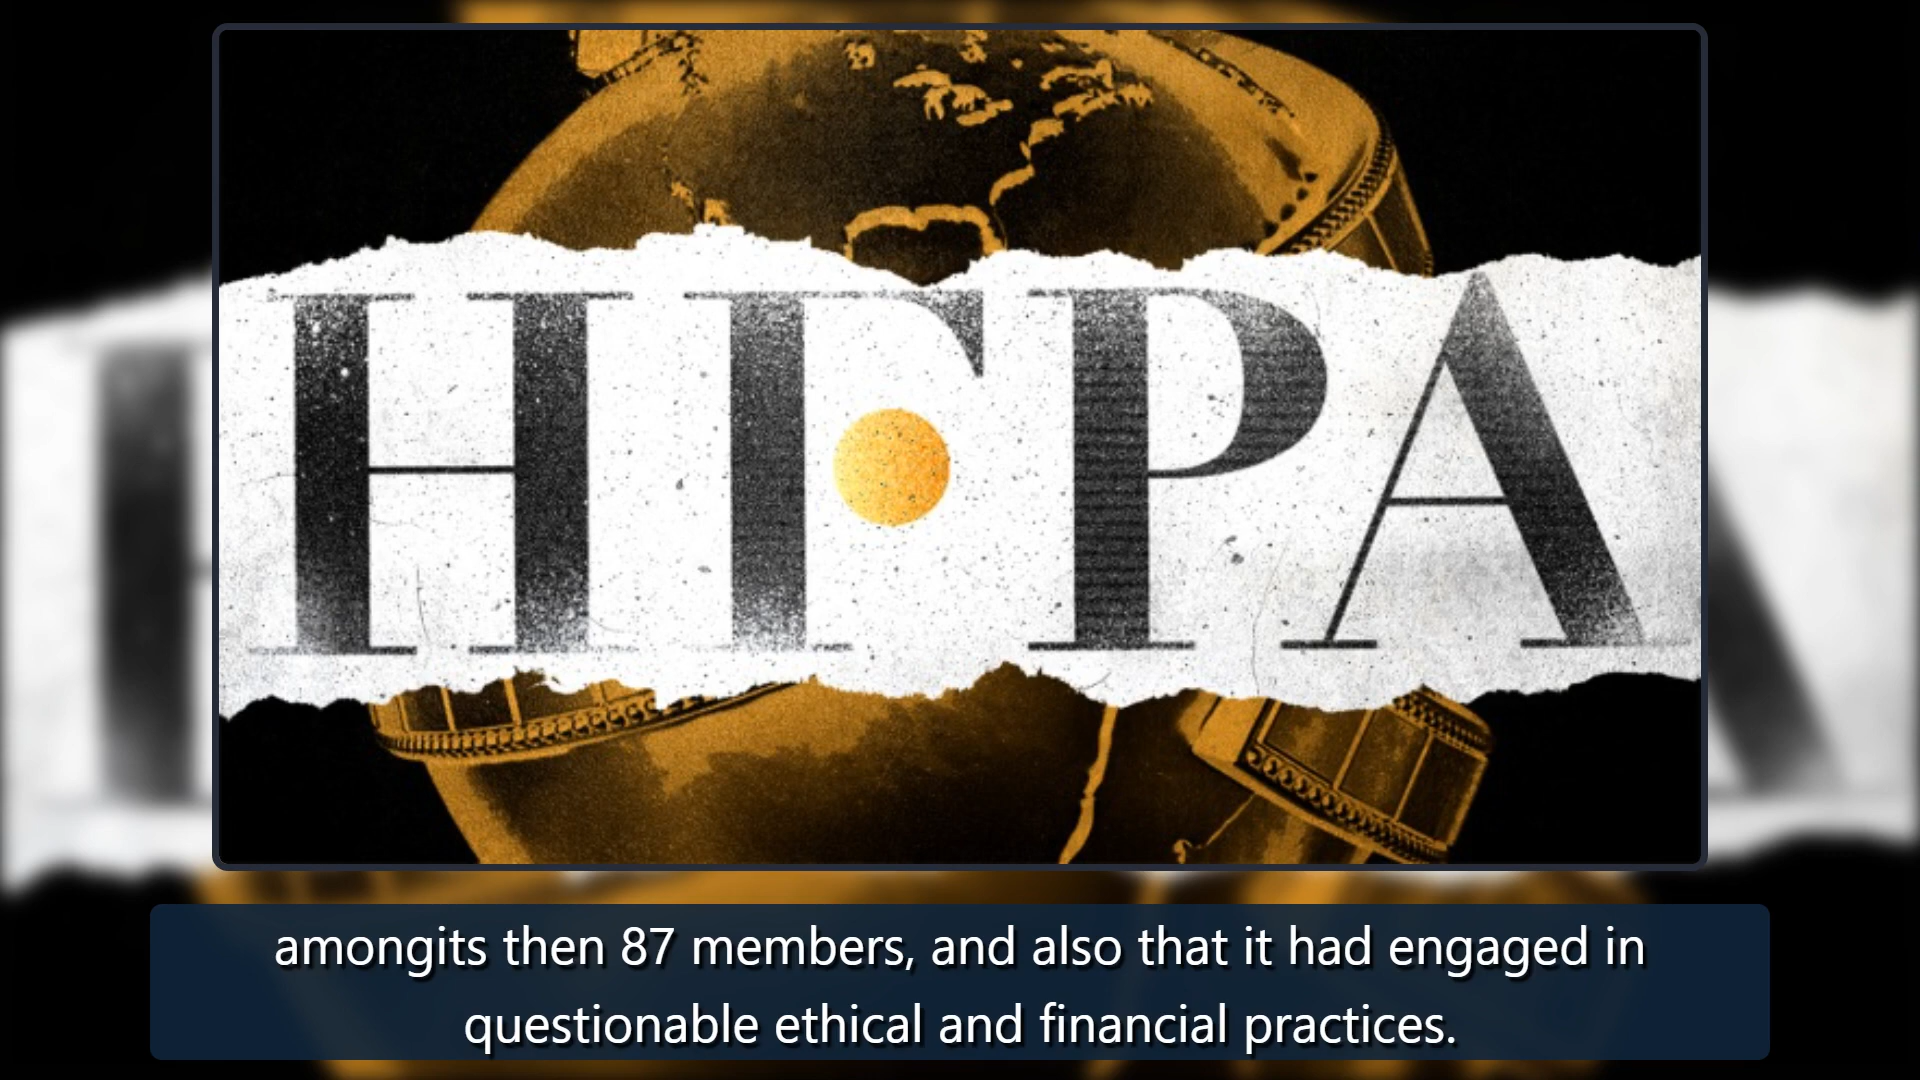 HFPA
amongits then 87 members, and also that it had engaged in
questionable ethical and financial practices.